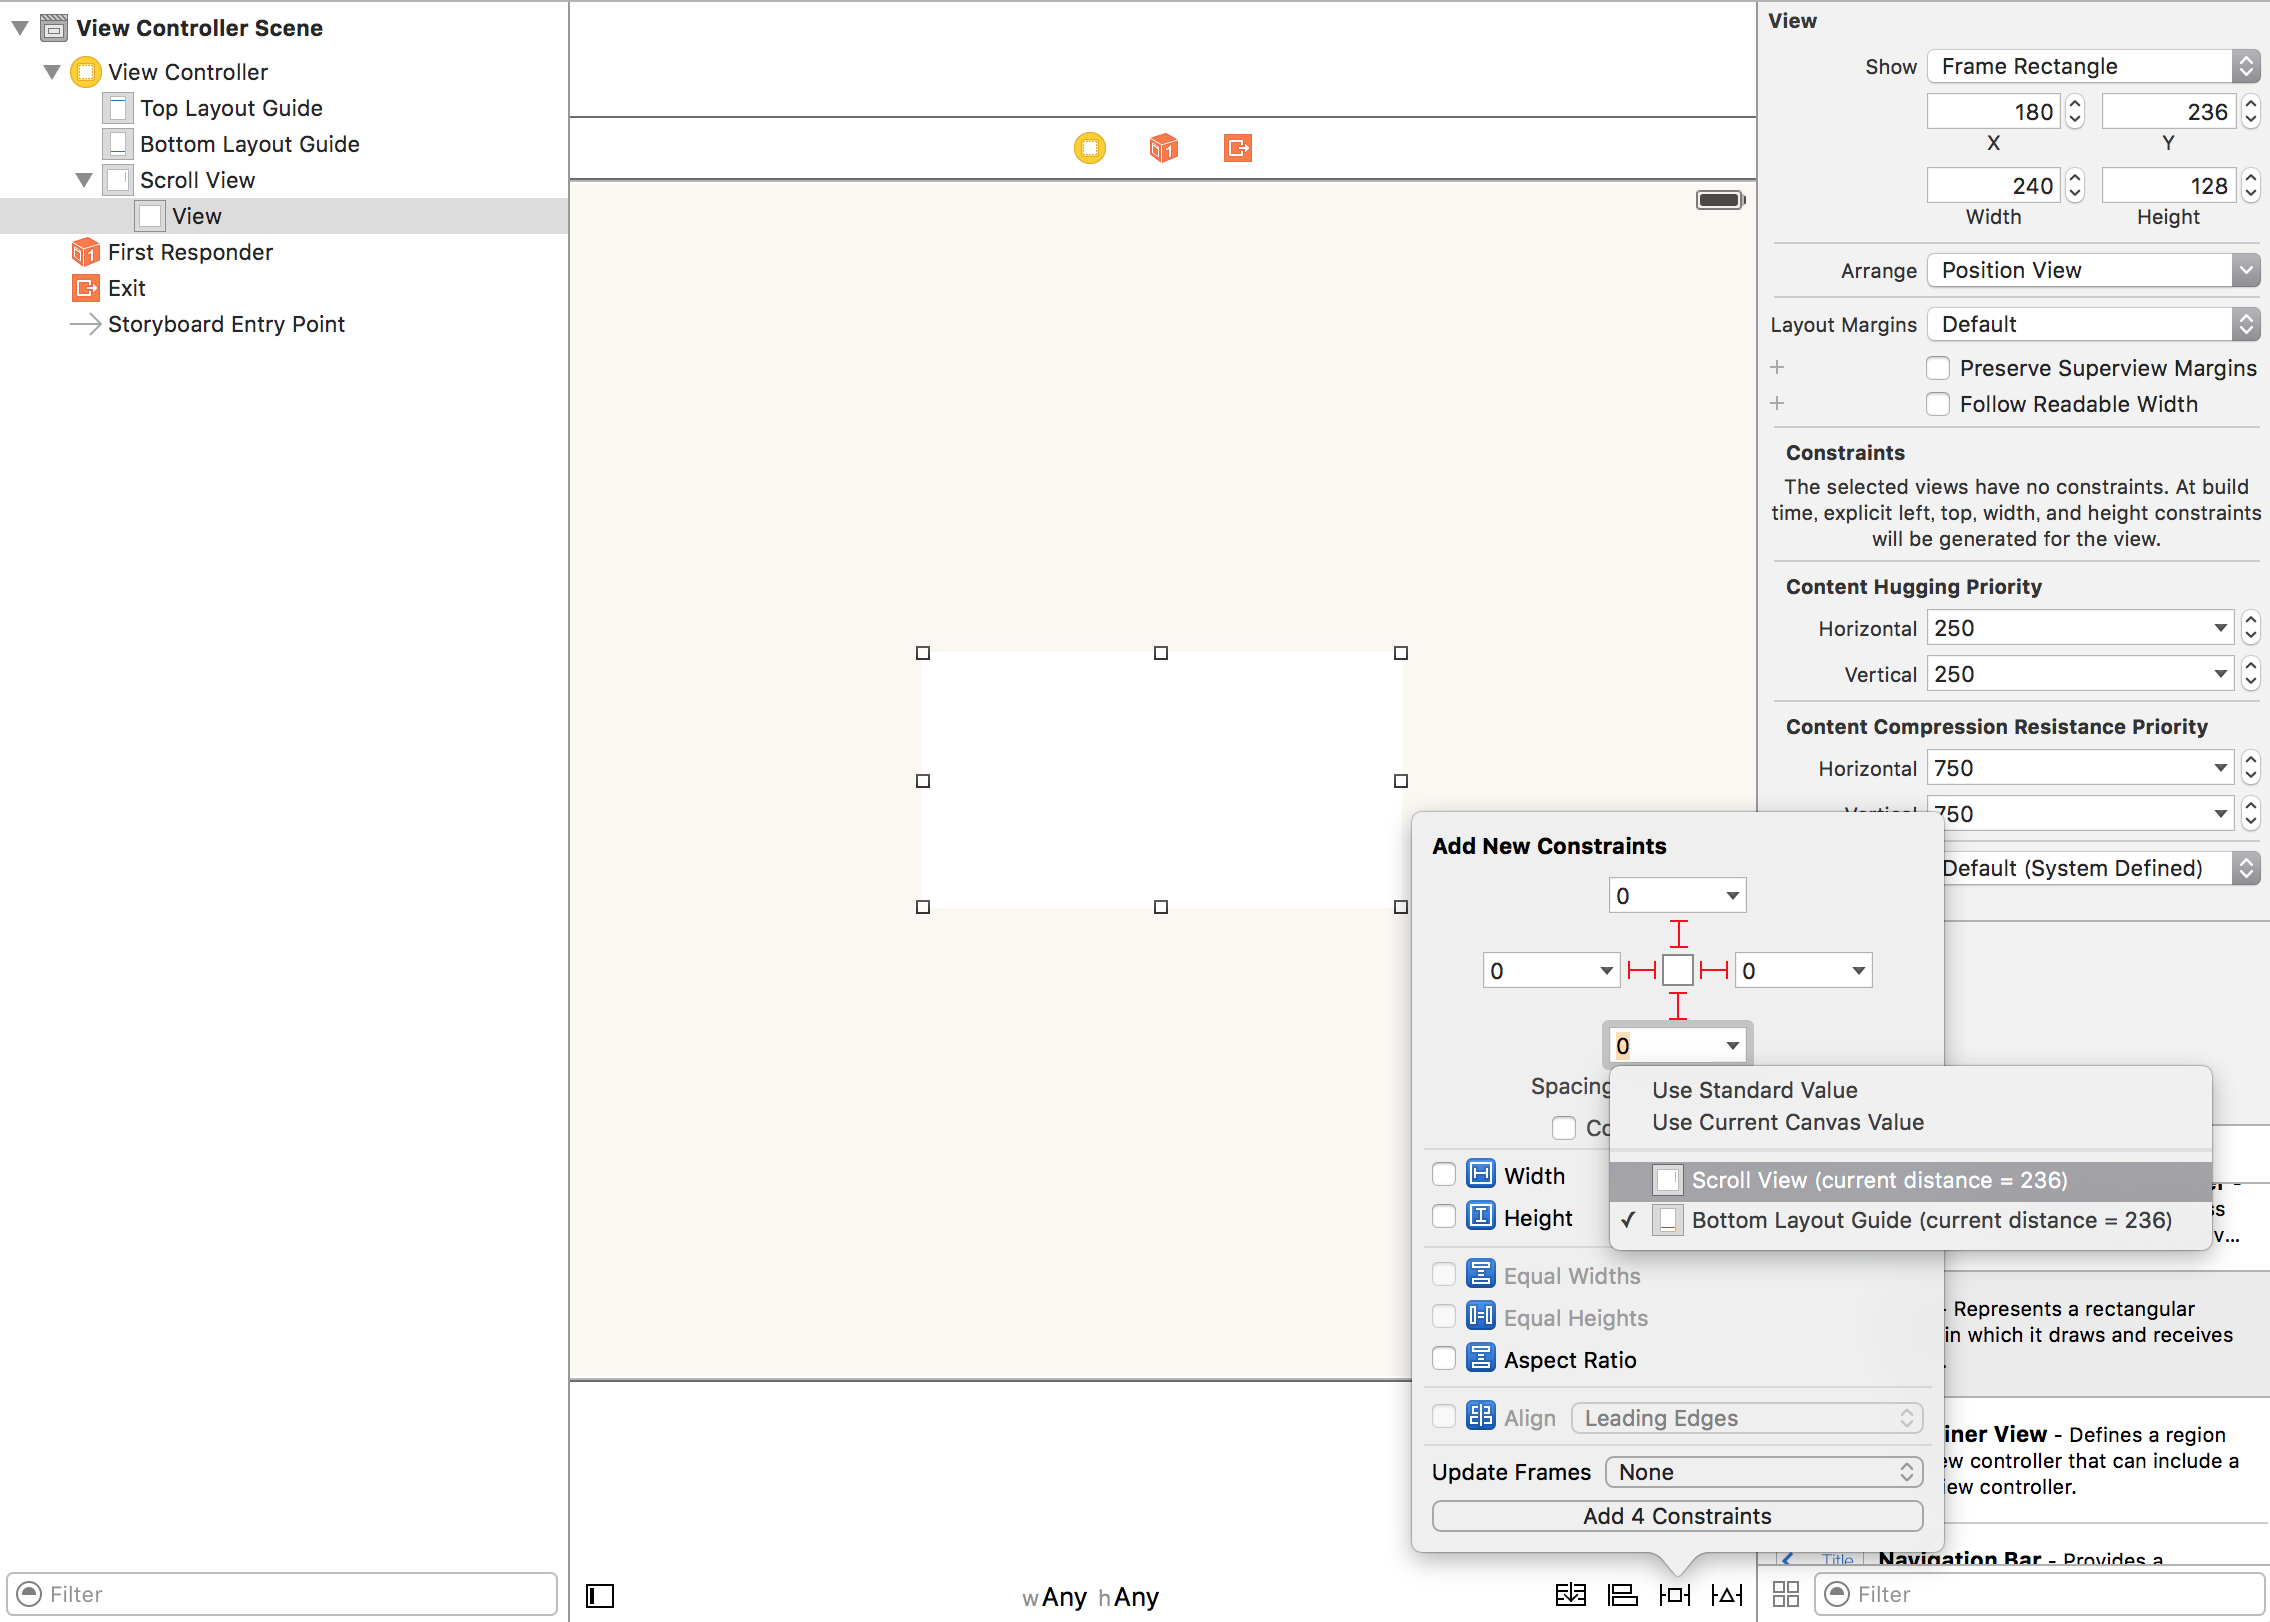 View Controller Scene
View Controller
Top Layout Guide
Bottom Layout Guide
Scroll View
View
First Responder
Exit
Storyboard Entry Point
Filter
wAny hAny
View
Show Frame Rectangle
180 236
X Y
240 128
Width Height
Arrange Position View
Layout Margins Default
Preserve Superview Margins
Follow Readable Width
Constraints
The selected views have no constraints. At build
time, explicit left, top, width, and height constraints
will be generated for the view.
Content Hugging Priority
Horizontal 250
Vertical 250
Content Compression Resistance Priority
Horizontal 750
Vertical 750
Default (System Defined)
Add New Constraints
0
0 0
0
Spacing
Use Standard Value
Use Current Canvas Value
Scroll View (current distance = 236)
Bottom Layout Guide (current distance = 236)
Width
Height
Equal Widths
Equal Heights
Aspect Ratio
Align Leading Edges
Update Frames None
Add 4 Constraints
- Represents a rectangular
in which it draws and receives
View - Defines a region
controller that can include a
controller.
Title Navigation Bar - Provides a
Filter